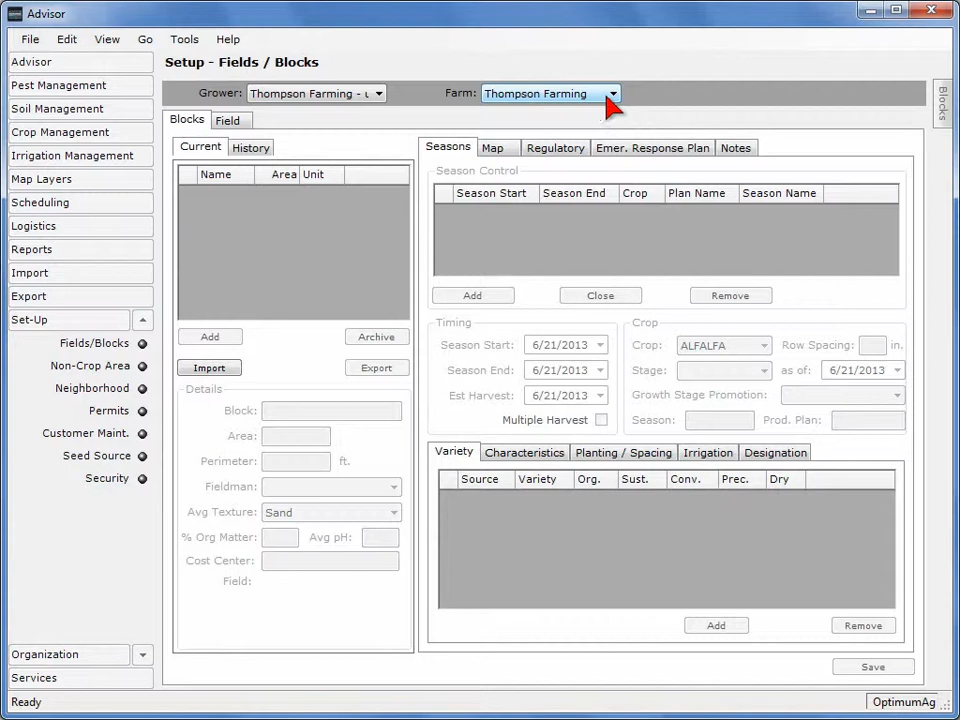 Advisor
File Edit View Go Tools Help
Advisor
Pest Management
Soil Management
Crop Management
Irrigation Management
Map Layers
Scheduling
Logistics
Reports
Import
Export
Set-Up
Fields/Blocks
Non-Crop Area
Neighborhood
Permits
Customer Maint.
Seed Source
Security
Organization
Services
Setup - Fields / Blocks
Grower: Thompson Farming - Farm: Thompson Farming
Blocks
Blocks Field
Current History
Name Area Unit
Add Archive
Import Export
Details
Block:
Area:
Perimeter: ft.
Fieldman:
Avg Texture: Sand
% Org Matter: Avg pH:
Cost Center:
Field:
Seasons Map Regulatory Emer. Response Plan Notes
Season Control
Season Start Season End Crop Plan Name Season Name
Add Close Remove
Timing
Season Start: 6/21/2013
Season End: 6/21/2013
Est Harvest: 6/21/2013
Multiple Harvest
Crop
Crop: ALFALFA Row Spacing: in.
Stage: as of: 6/21/2013
Growth Stage Promotion:
Season: Prod. Plan:
Variety Characteristics Planting / Spacing Irrigation Designation
Source Variety Org. Sust. Conv. Prec. Dry
Add Remove
Save
Ready OptimumAg